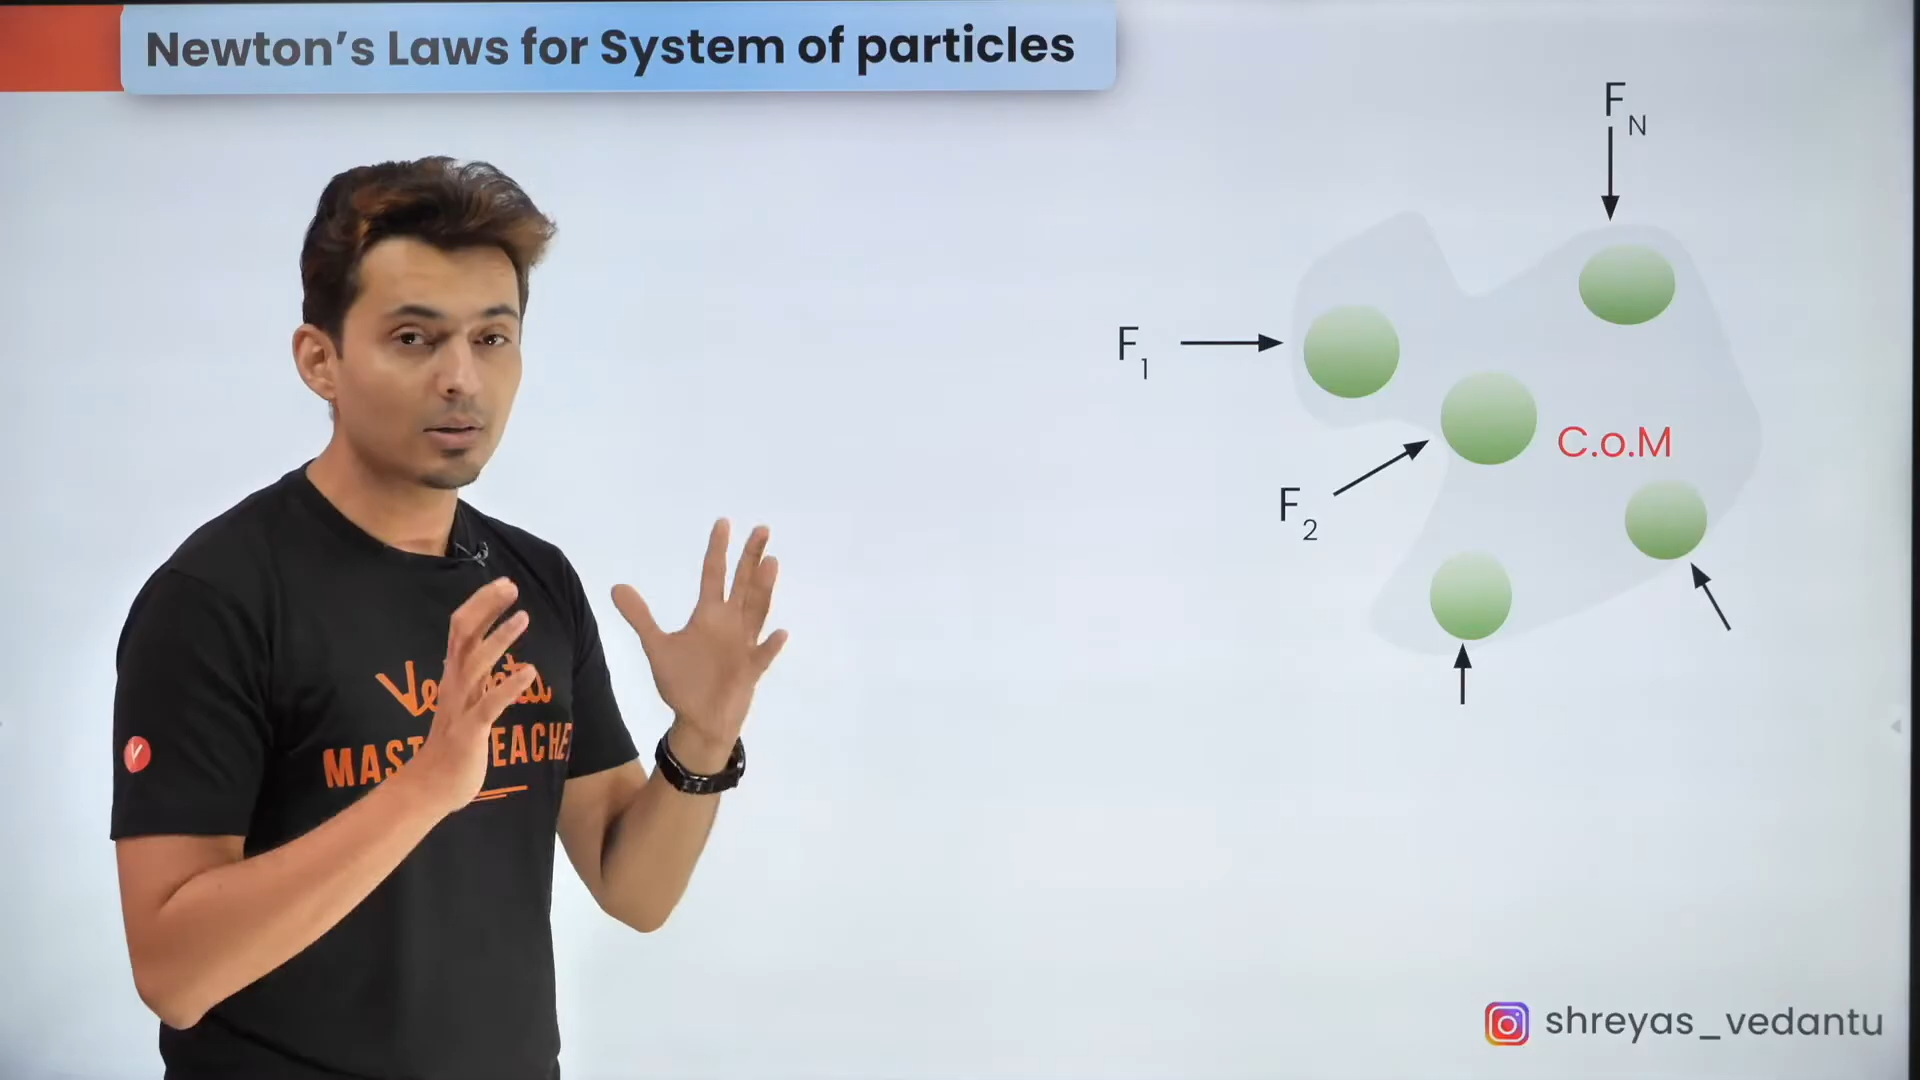 Newton's Laws for System of particles
F
N
F
1
C.o.M
F
2
shreyas_vedantu